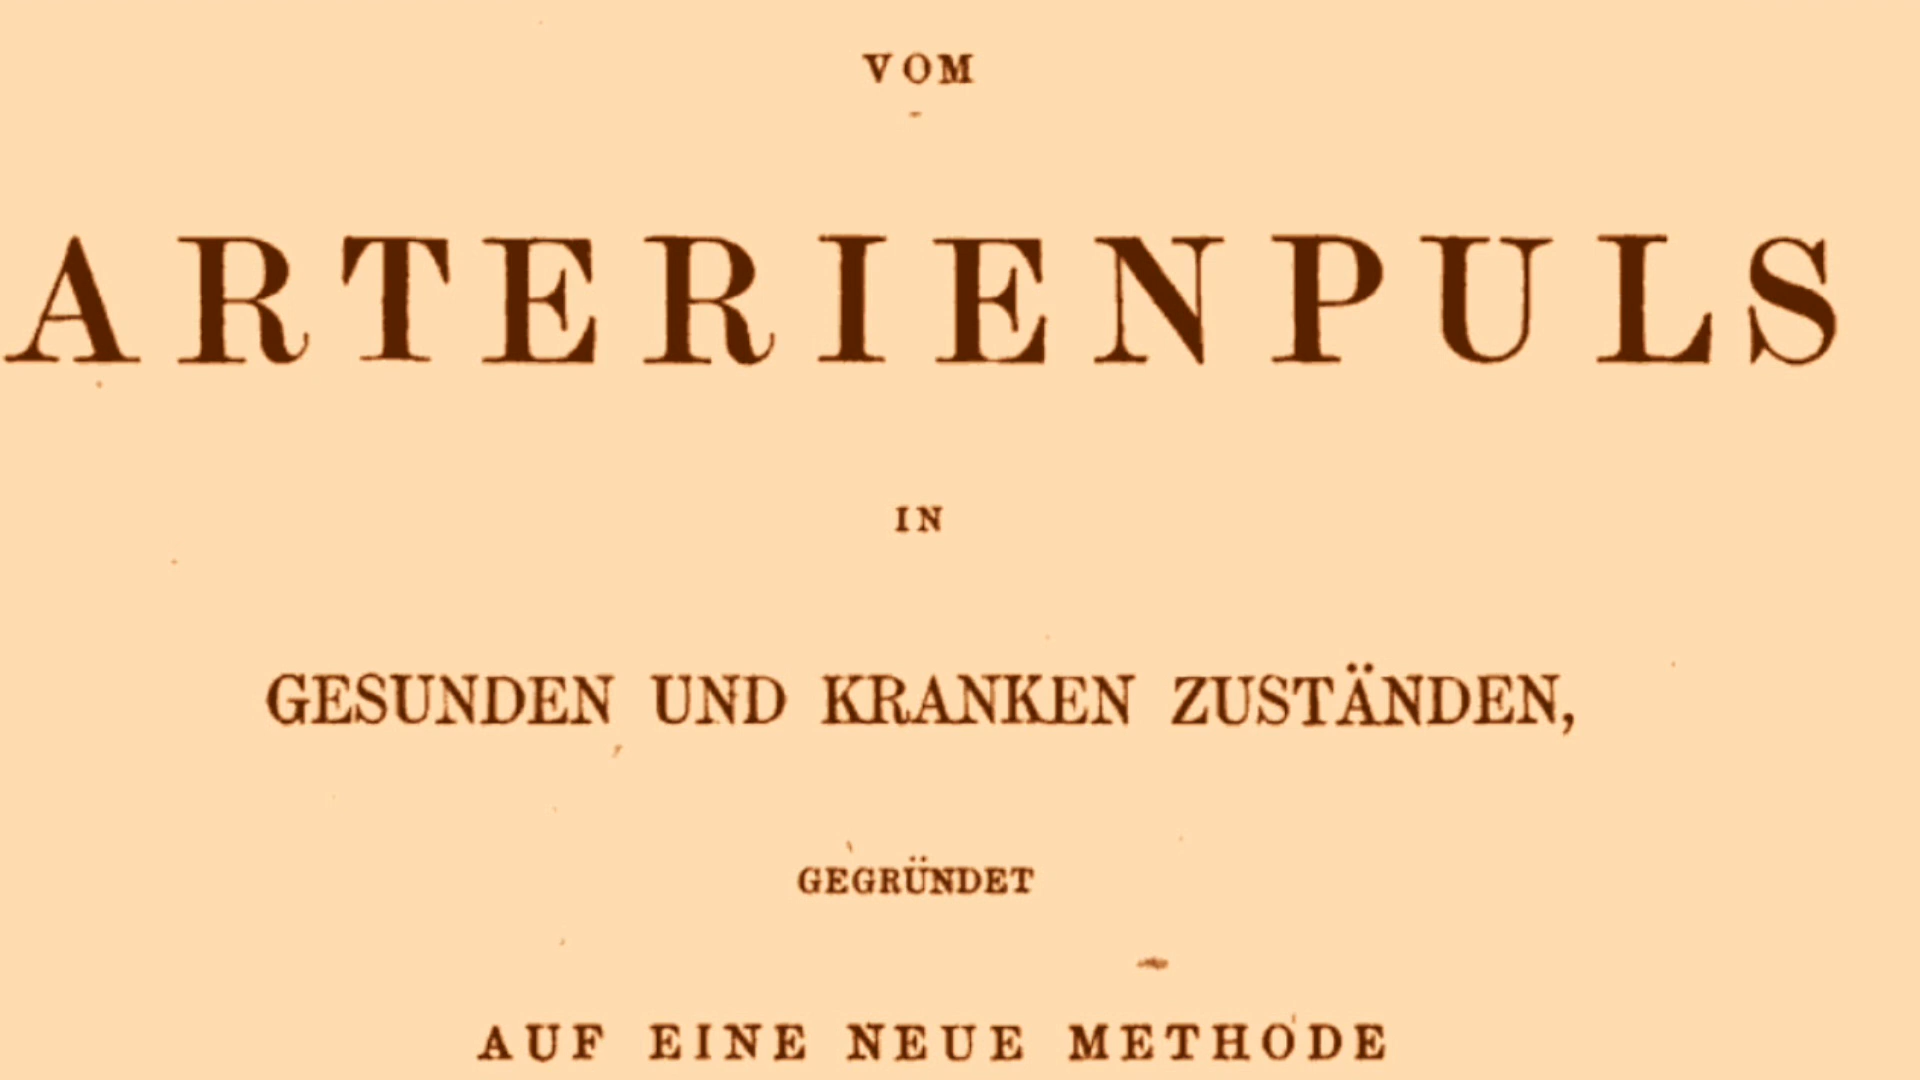 VOM
ARTERIENPULS
IN
GESUNDEN UND KRANKEN ZUSTÄNDEN,
GEGRÜNDET
AUF EINE NEUE METHODE